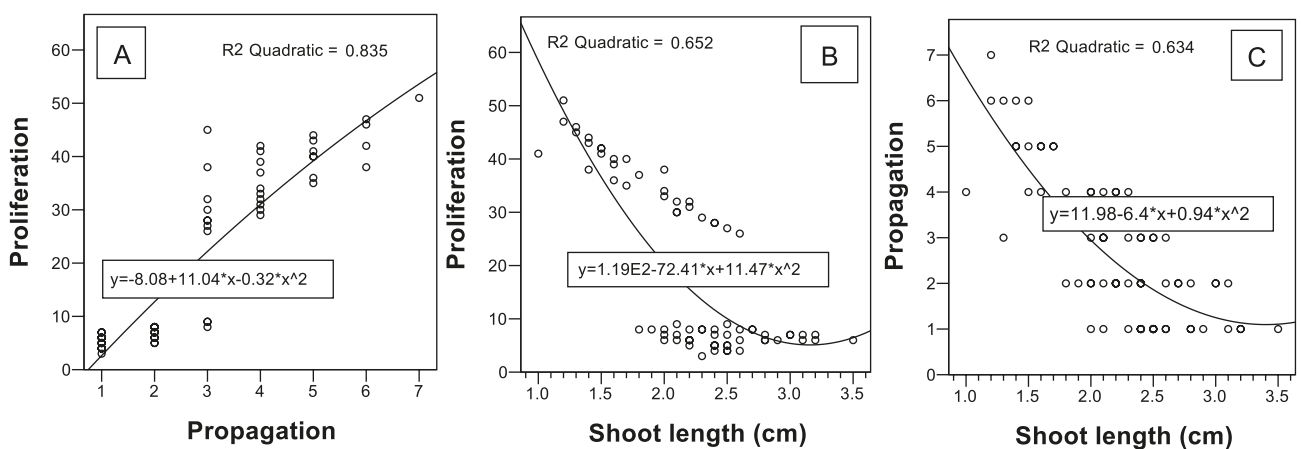 A
R2 Quadratic = 0.835
Proliferation
60
50
40
30
20
10
0
y=-8.08+11.04*x-0.32*x^2
1 2 3 4 5 6 7
Propagation
B
R2 Quadratic = 0.652
Proliferation
60
50
40
30
20
10
0
y=1.19E2-72.41*x+11.47*x^2
1.0 1.5 2.0 2.5 3.0 3.5
Shoot length (cm)
C
R2 Quadratic = 0.634
Propagation
7
6
5
4
3
2
1
0
y=11.98-6.4*x+0.94*x^2
1.0 1.5 2.0 2.5 3.0 3.5
Shoot length (cm)